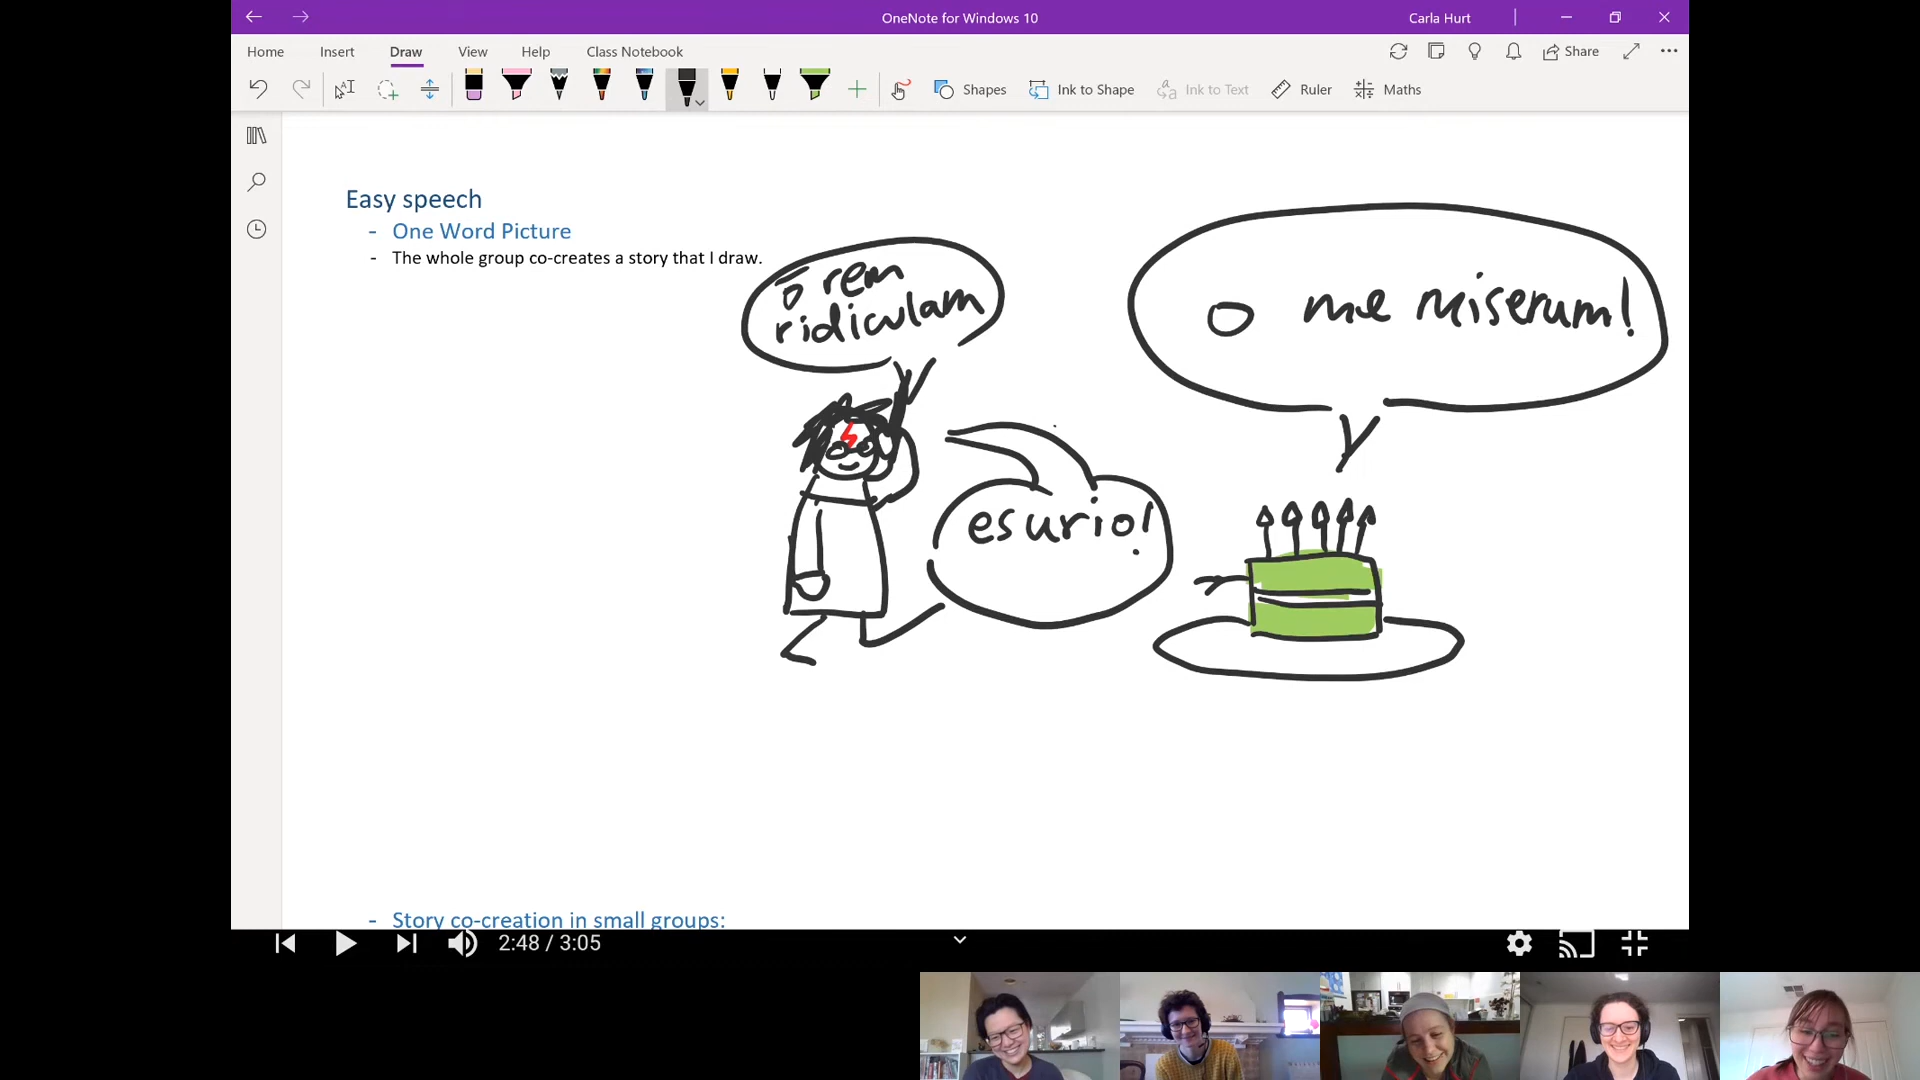 OneNote for Windows 10
Carla Hurt
Home Insert Draw View Help Class Notebook
Share
Shapes Ink to Shape Ink to Text Ruler Maths
Easy speech
- One Word Picture
- The whole group co-creates a story that I draw.
ō rem
ridiculam
o me miserum!
esurio!
- Story co-creation in small groups:
2:48 / 3:05